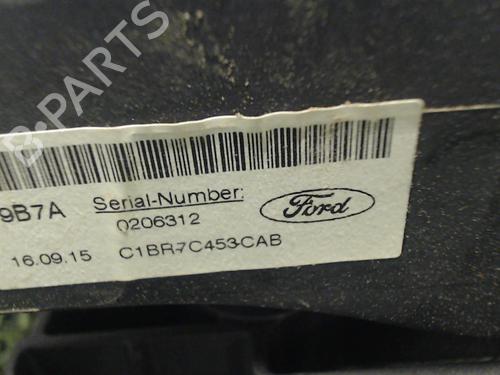 9B7A Serial-Number:
0206312
Ford
16.09.15 C1BR7C453CAB
B-PARTS